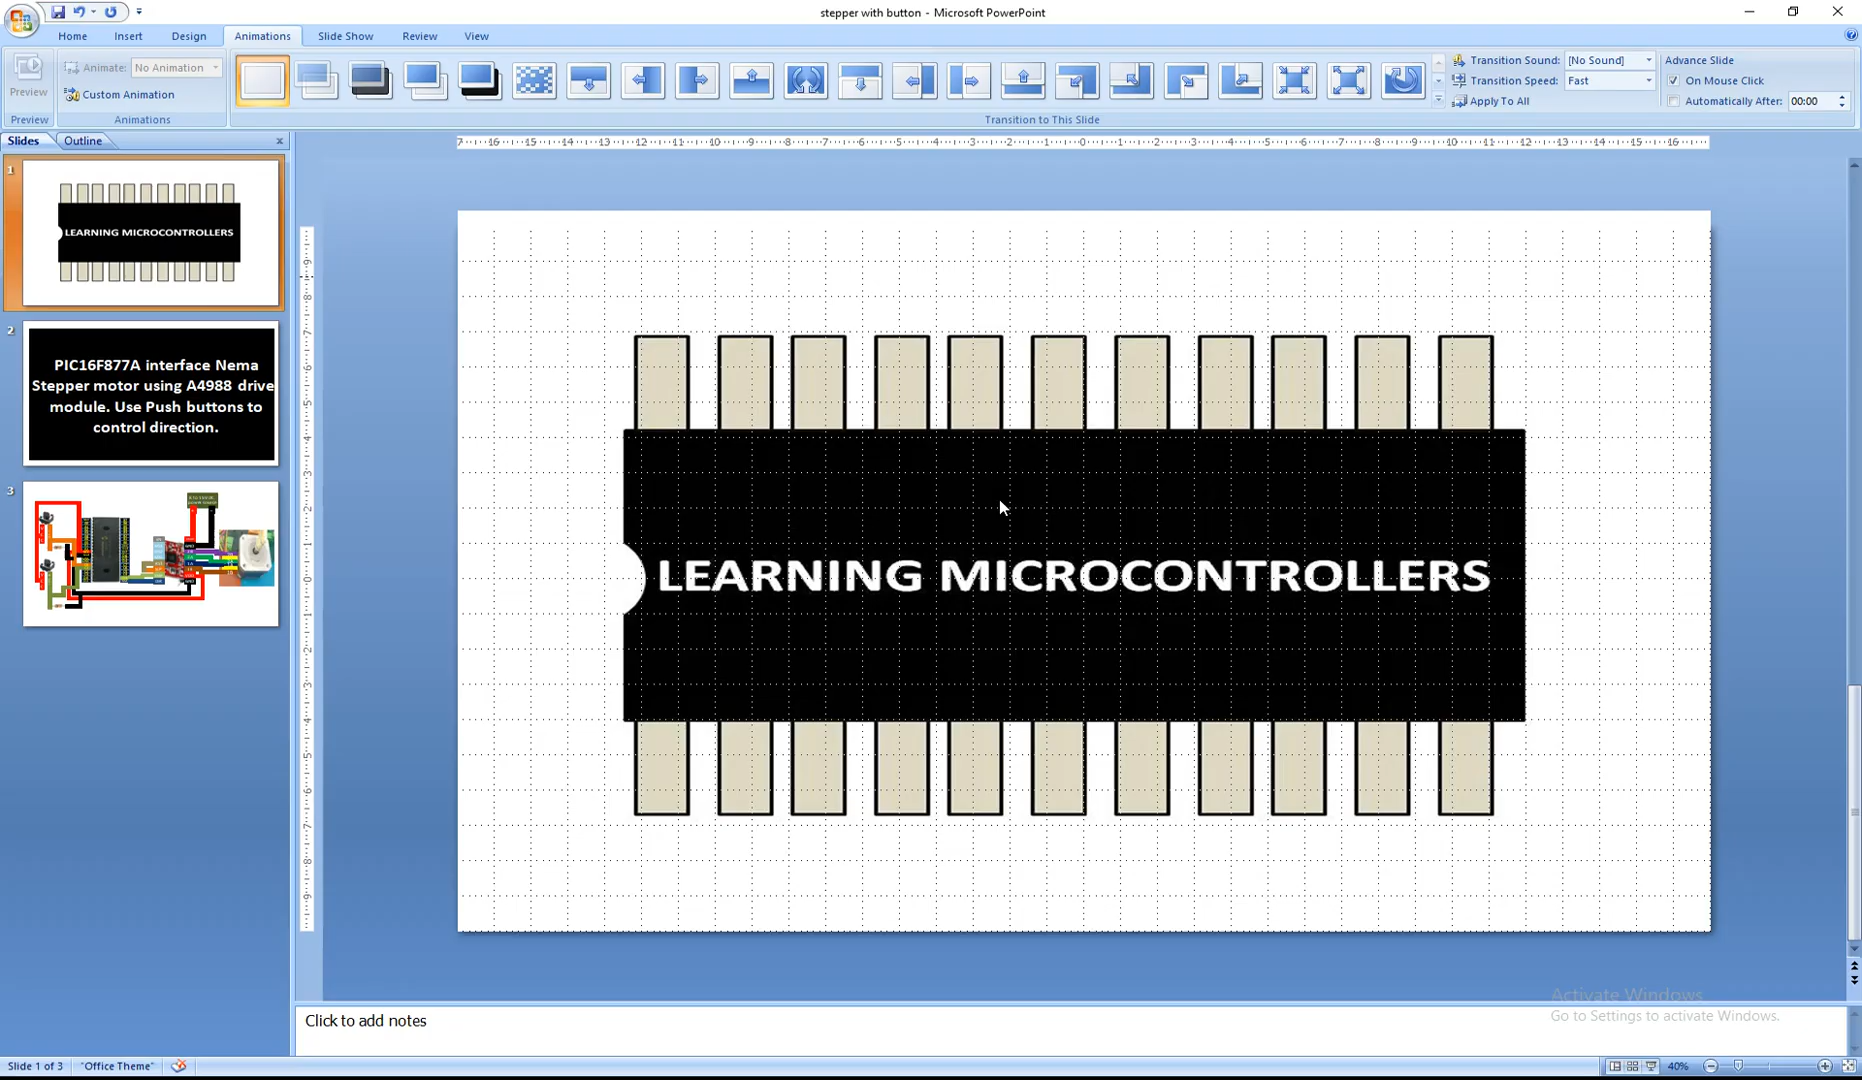 stepper with button - Microsoft PowerPoint
Home Insert Design Animations Slide Show Review View
Preview
Animate: No Animation
Custom Animation
Preview
Animations
Transition Sound: [No Sound]
Transition Speed: Fast
Apply To All
Transition to This Slide
Advance Slide
On Mouse Click
Automatically After: 00:00
Slides Outline
1
LEARNING MICROCONTROLLERS
2
PIC16F877A interface Nema
Stepper motor using A4988 drive
module. Use Push buttons to
control direction.
3
LEARNING MICROCONTROLLERS
Click to add notes
Activate Windows
Go to Settings to activate Windows.
Slide 1 of 3 "Office Theme" 40%